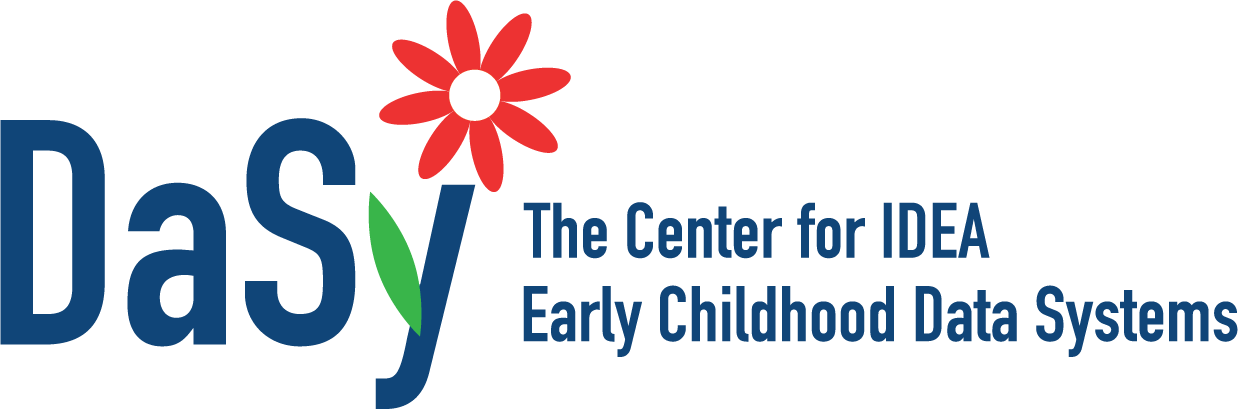 DaSy
The Center for IDEA
Early Childhood Data Systems